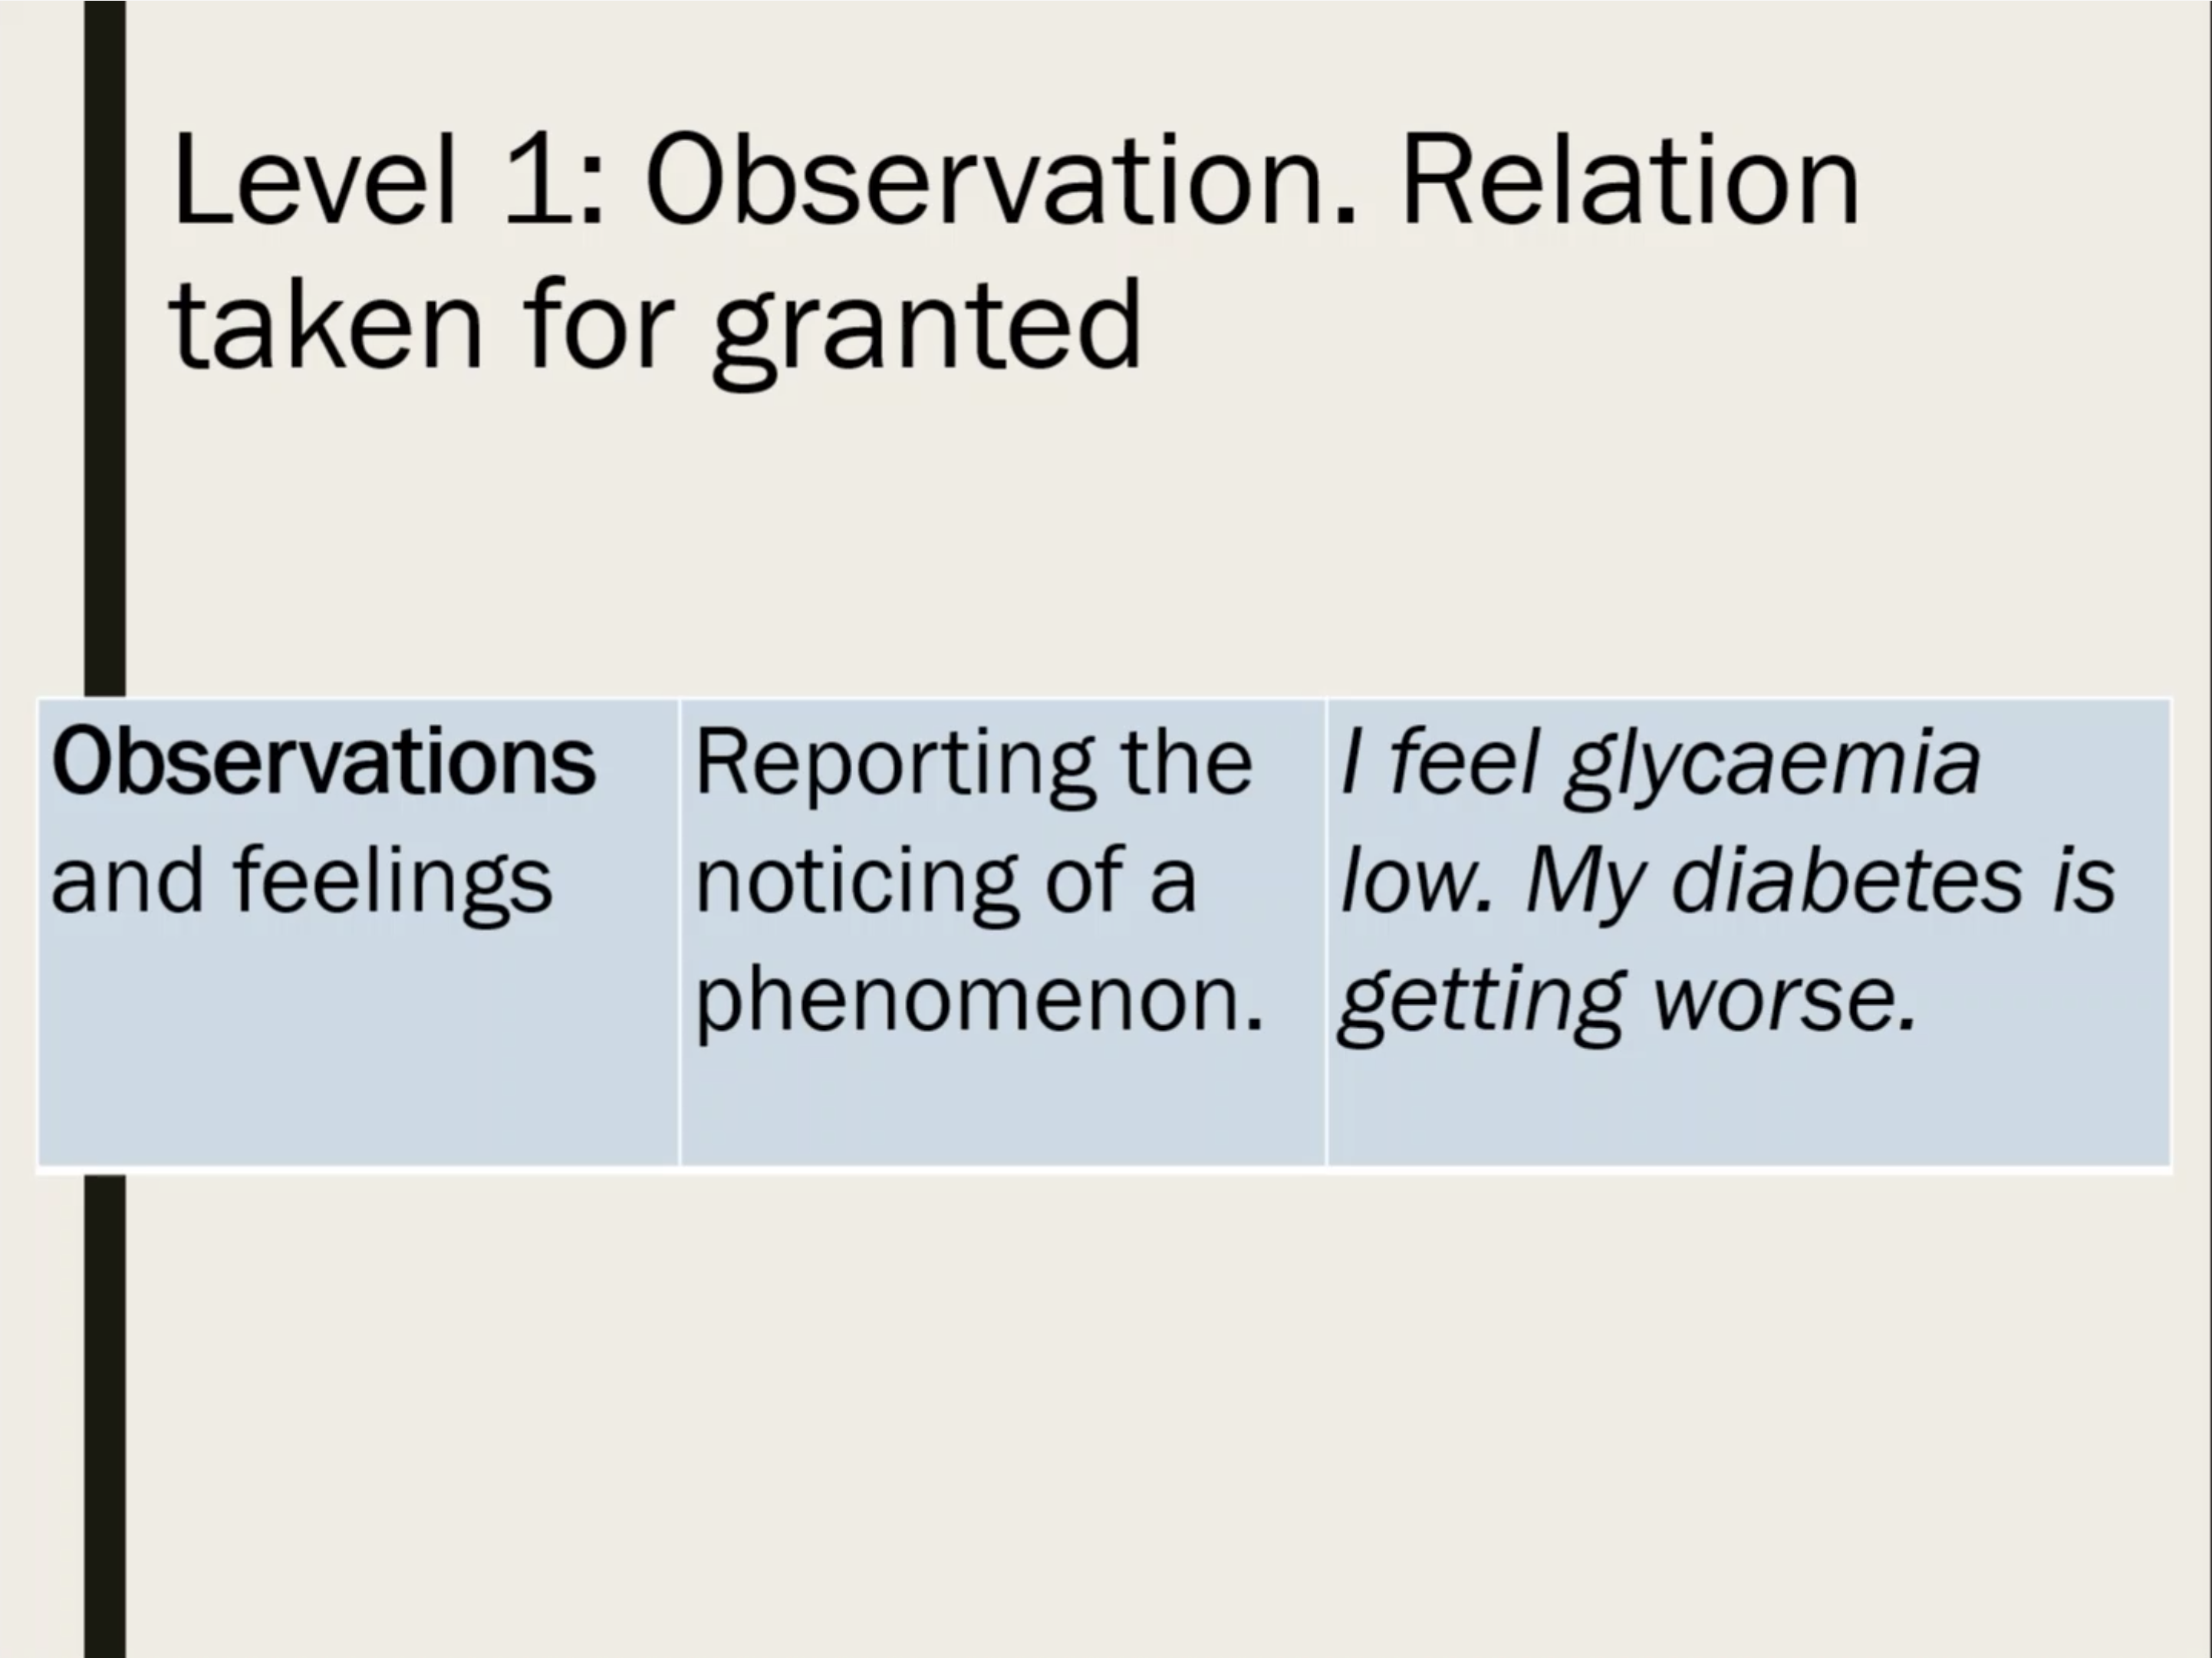 Level 1: Observation. Relation
taken for granted
Observations
and feelings
Reporting the
noticing of a
phenomenon.
I feel glycaemia
low. My diabetes is
getting worse.